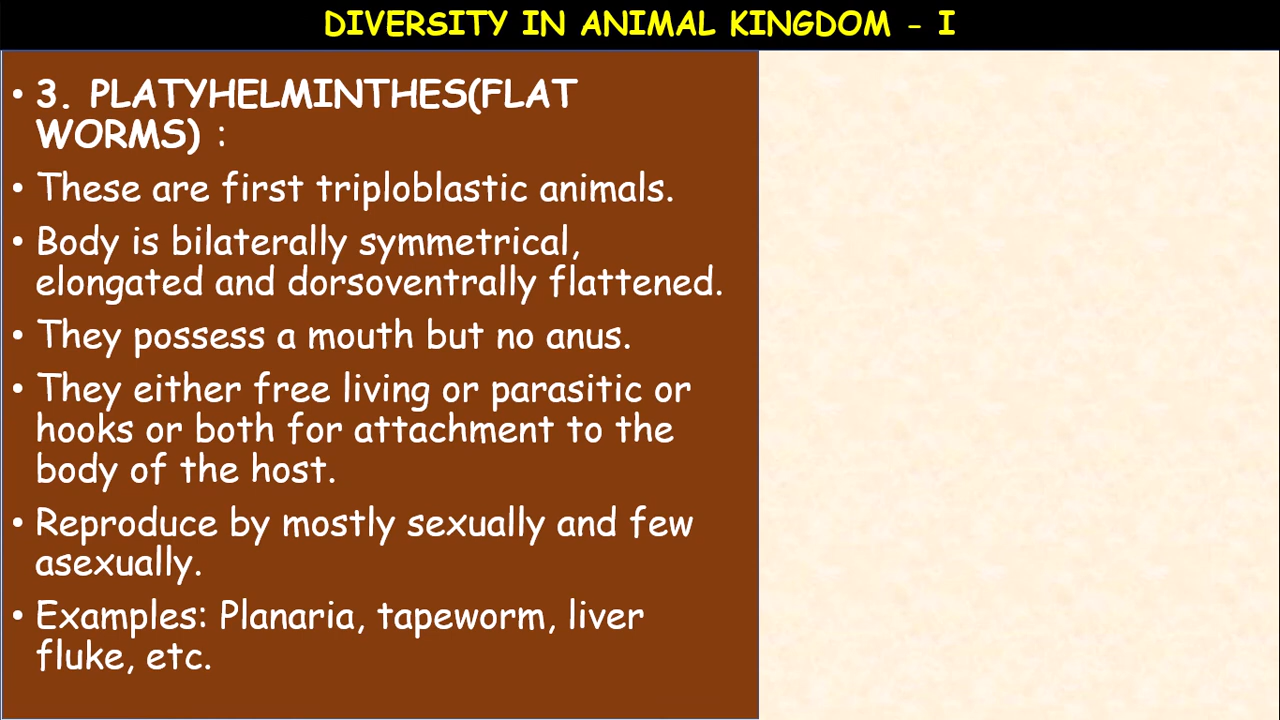 DIVERSITY IN ANIMAL KINGDOM - I
• 3. PLATYHELMINTHES(FLAT
WORMS) :
• These are first triploblastic animals.
• Body is bilaterally symmetrical,
elongated and dorsoventrally flattened.
• They possess a mouth but no anus.
• They either free living or parasitic or
hooks or both for attachment to the
body of the host.
• Reproduce by mostly sexually and few
asexually.
• Examples: Planaria, tapeworm, liver
fluke, etc.